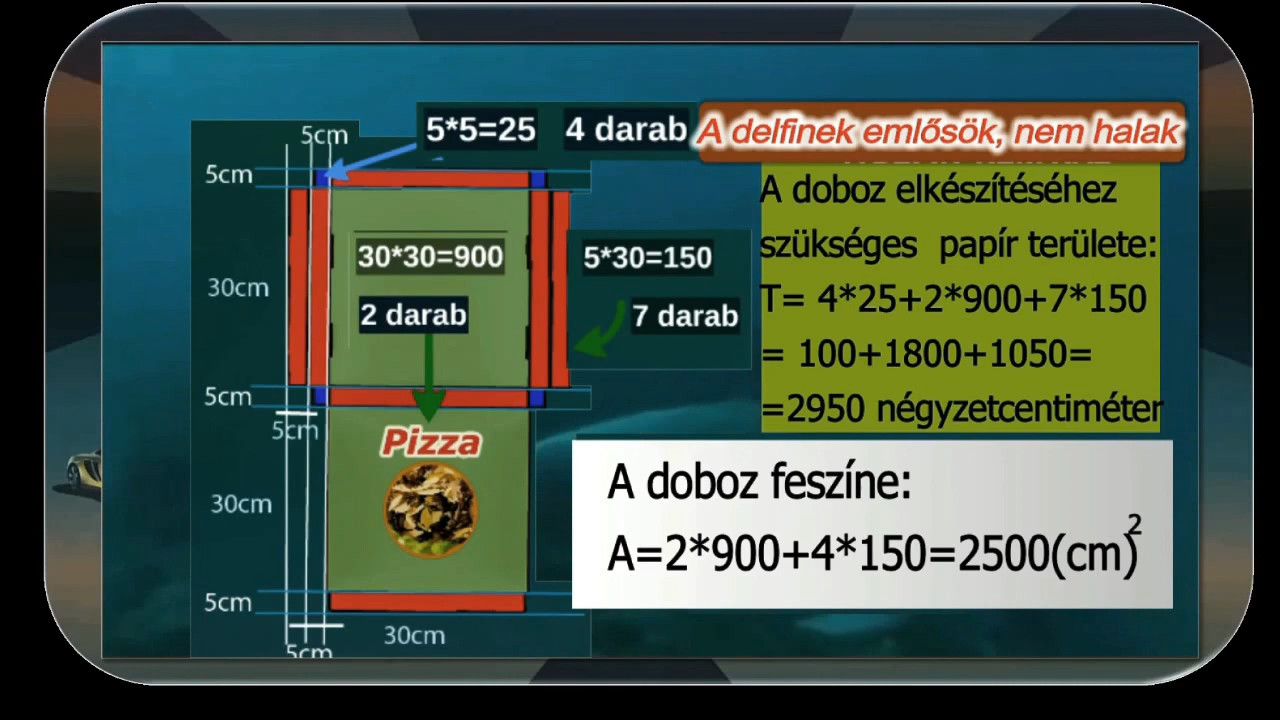 5*5=25 4 darab
A delfinek emlősök, nem halak
5cm
5cm
30*30=900
2 darab
5*30=150
7 darab
30cm
5cm
5cm
Pizza
30cm
5cm
30cm
5cm
A doboz elkészítéséhez
szükséges papír területe:
T= 4*25+2*900+7*150
= 100+1800+1050=
=2950 négyzetcentiméter
A doboz feszíne:
A=2*900+4*150=2500(cm)²